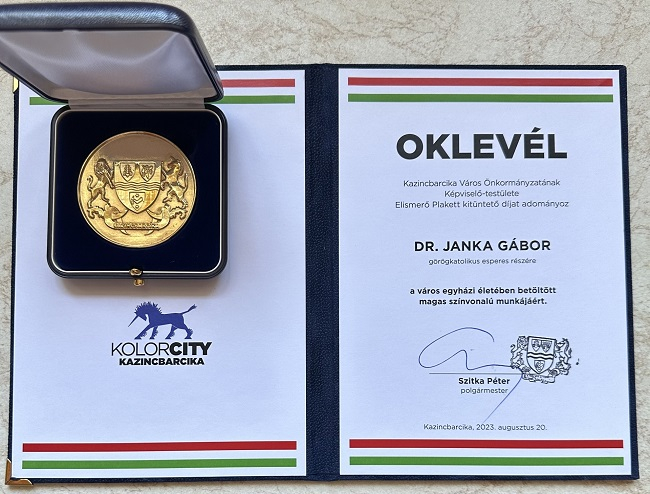 KOLORCITY
KAZINCBARCIKA
OKLEVÉL
Kazincbarcika Város Önkormányzatának
Képviselő-testülete
Elismerő Plakett kitüntető díjat adományoz
DR. JANKA GÁBOR
görögkatolikus esperes részére
a város egyházi életében betöltött
magas színvonalú munkájáért.
Szitka Péter
polgármester
Kazincbarcika, 2023. augusztus 20.